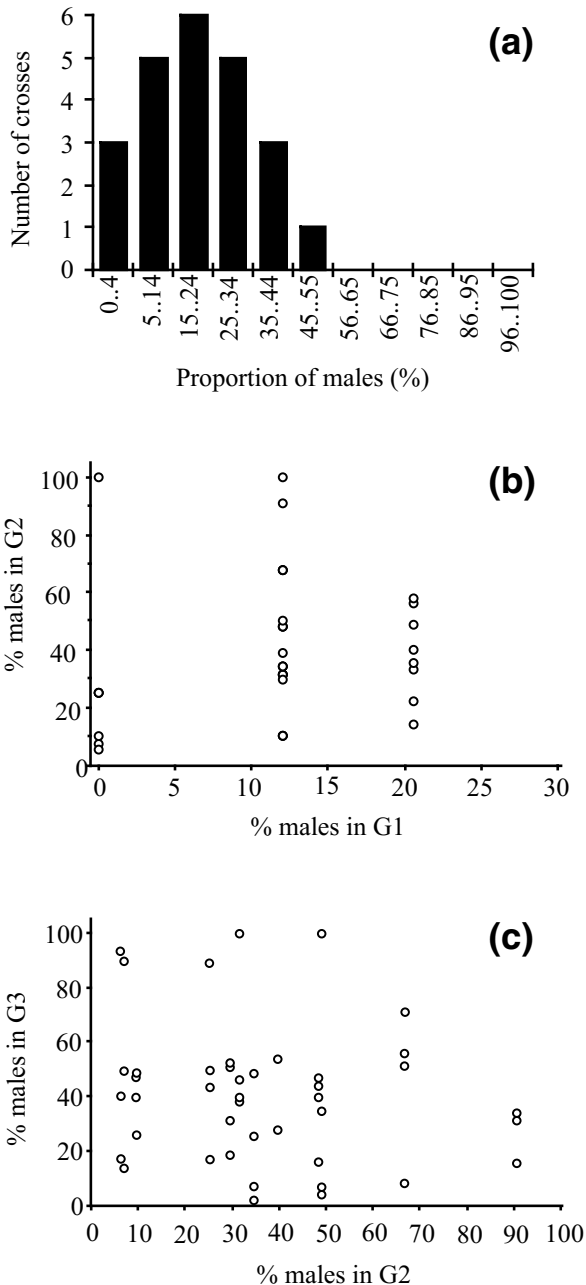 (a)
Number of crosses
6
5
4
3
2
1
0
0..4
5..14
15..24
25..34
35..44
45..55
56..65
66..75
76..85
86..95
96..100
Proportion of males (%)
(b)
% males in G2
100
80
60
40
20
0
0 5 10 15 20 25 30
% males in G1
(c)
% males in G3
100
80
60
40
20
0
0 10 20 30 40 50 60 70 80 90 100
% males in G2